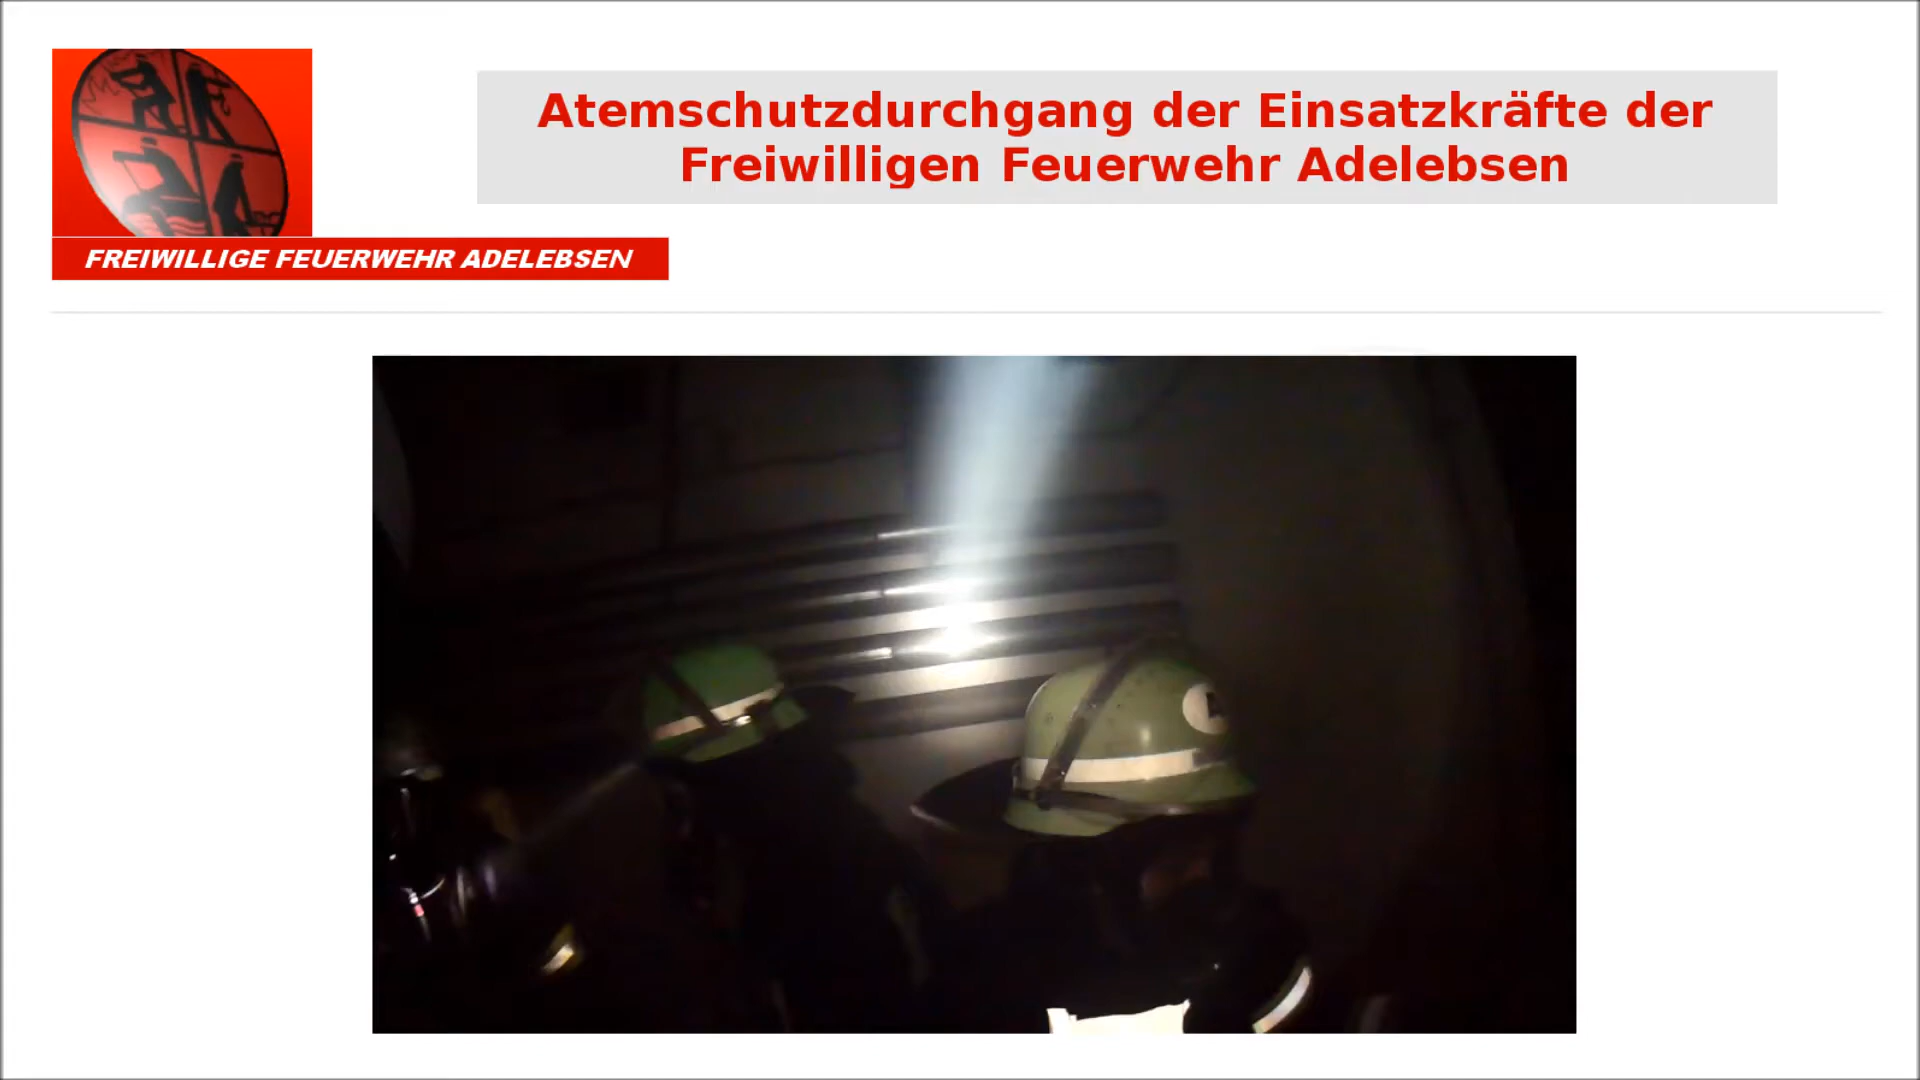 Atemschutzdurchgang der Einsatzkräfte der
Freiwilligen Feuerwehr Adelebsen
FREIWILLIGE FEUERWEHR ADELEBSEN